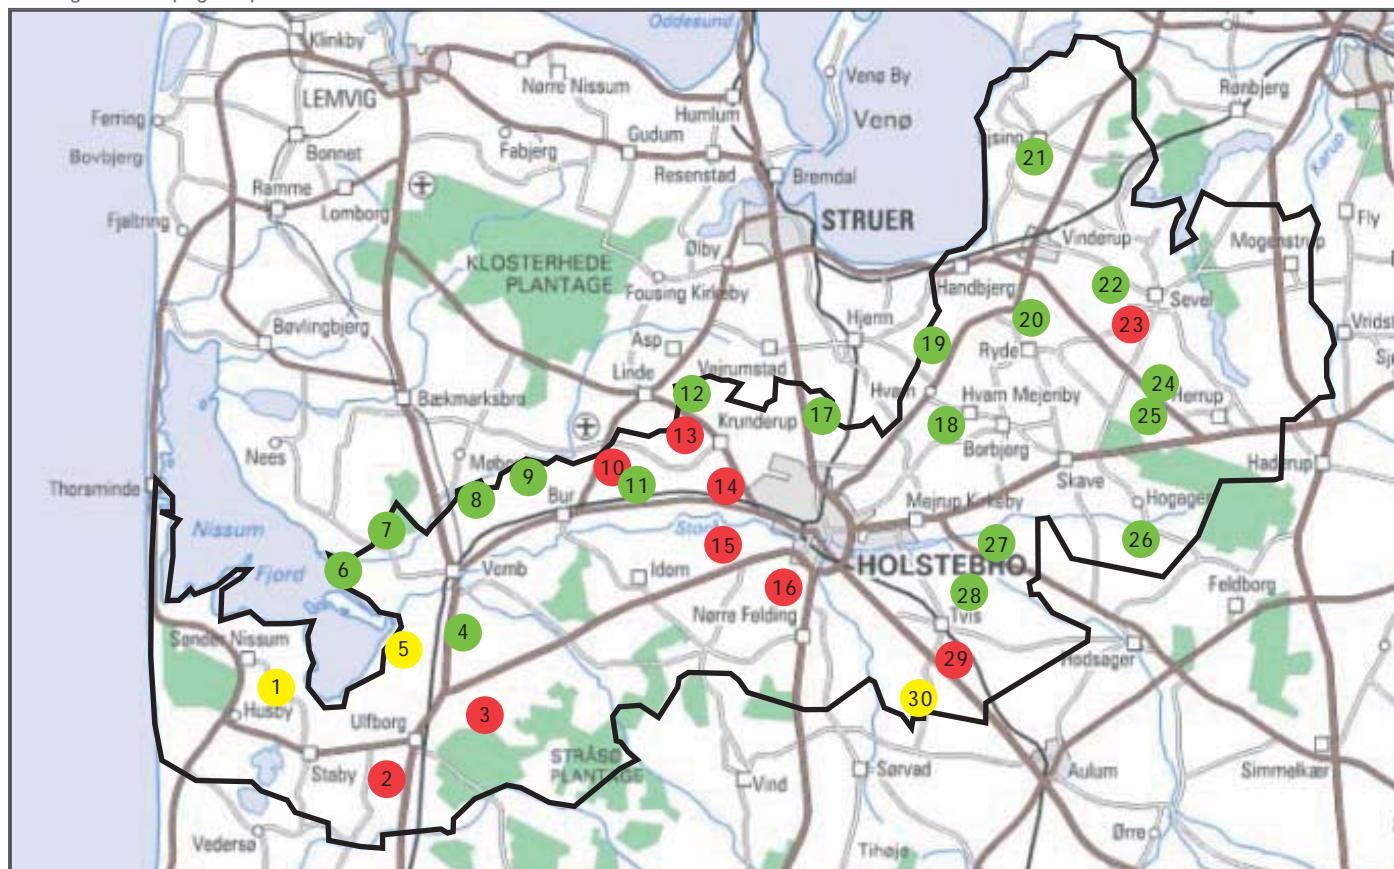 Oddesund
Klinkby
Nørre Nissum
Venø By
Rønbjerg
LEMVIG
Humlum
Ferring
Venø
Karup
Gudum
Bonnet
Fabjerg
21
Bovbjerg
Resenstad
Bremdal
Ramme
Lomborg
Fly
Fjaltring
STRUER
Vinderup
Mogenstrup
Ølby
KLOSTERHEDE
PLANTAGE
Fousing Kirkeby
Handbjerg
22
Sevel
Bøvlingbjerg
Hjerm
20
23
Asp
Vejrumstad
19
Ryde
Linde
Hvam
24
Bækmarksbro
12
Hvam Mejeriby
Herrup
Krunderup
17
18
25
13
Borbjerg
Nees
10
Haderup
9
11
14
Skave
Thorsminde
8
Bur
Mejrup Kirkeby
Hogager
Nissum
7
Storå
15
27
26
Fjord
6
Vemb
Idom
HOLSTEBRO
16
28
Feldborg
Nørre Felding
Tvis
Sønder Nissum
5
4
29
Hodsager
1
30
Husby
3
Ulfborg
Staby
2
STRÅSØ
PLANTAGE
Vind
Sørvad
Aulum
Simmelkær
Vedersø
Tihøje
Ørre